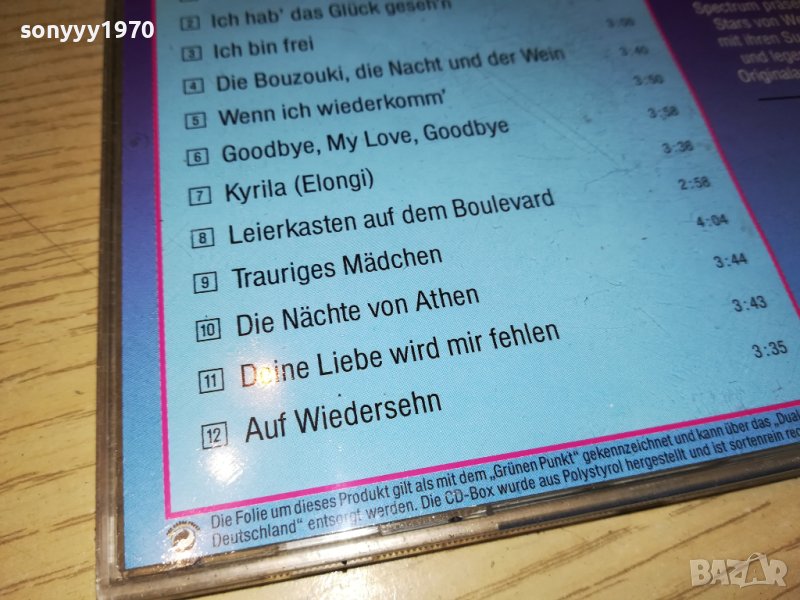 sonyyy1970
2 Ich hab' das Glück geseh'n
3 Ich bin frei 3:56
4 Die Bouzouki, die Nacht und der Wein 3:40
5 Wenn ich wiederkomm' 3:50
6 Goodbye, My Love, Goodbye 3:58
7 Kyrila (Elongi) 3:38
8 Leierkasten auf dem Boulevard 2:58
9 Trauriges Mädchen 4:04
10 Die Nächte von Athen 3:44
11 Deine Liebe wird mir fehlen 3:43
12 Auf Wiedersehn 3:35
Die Folie um dieses Produkt gilt als mit dem „Grünen Punkt" gekennzeichnet und kann über das „Dual
Deutschland" entsorgt werden. Die CD-Box wurde aus Polystyrol hergestellt und ist sortenrein
Spectrum
Stars von
mit ihren
und
BAZAR